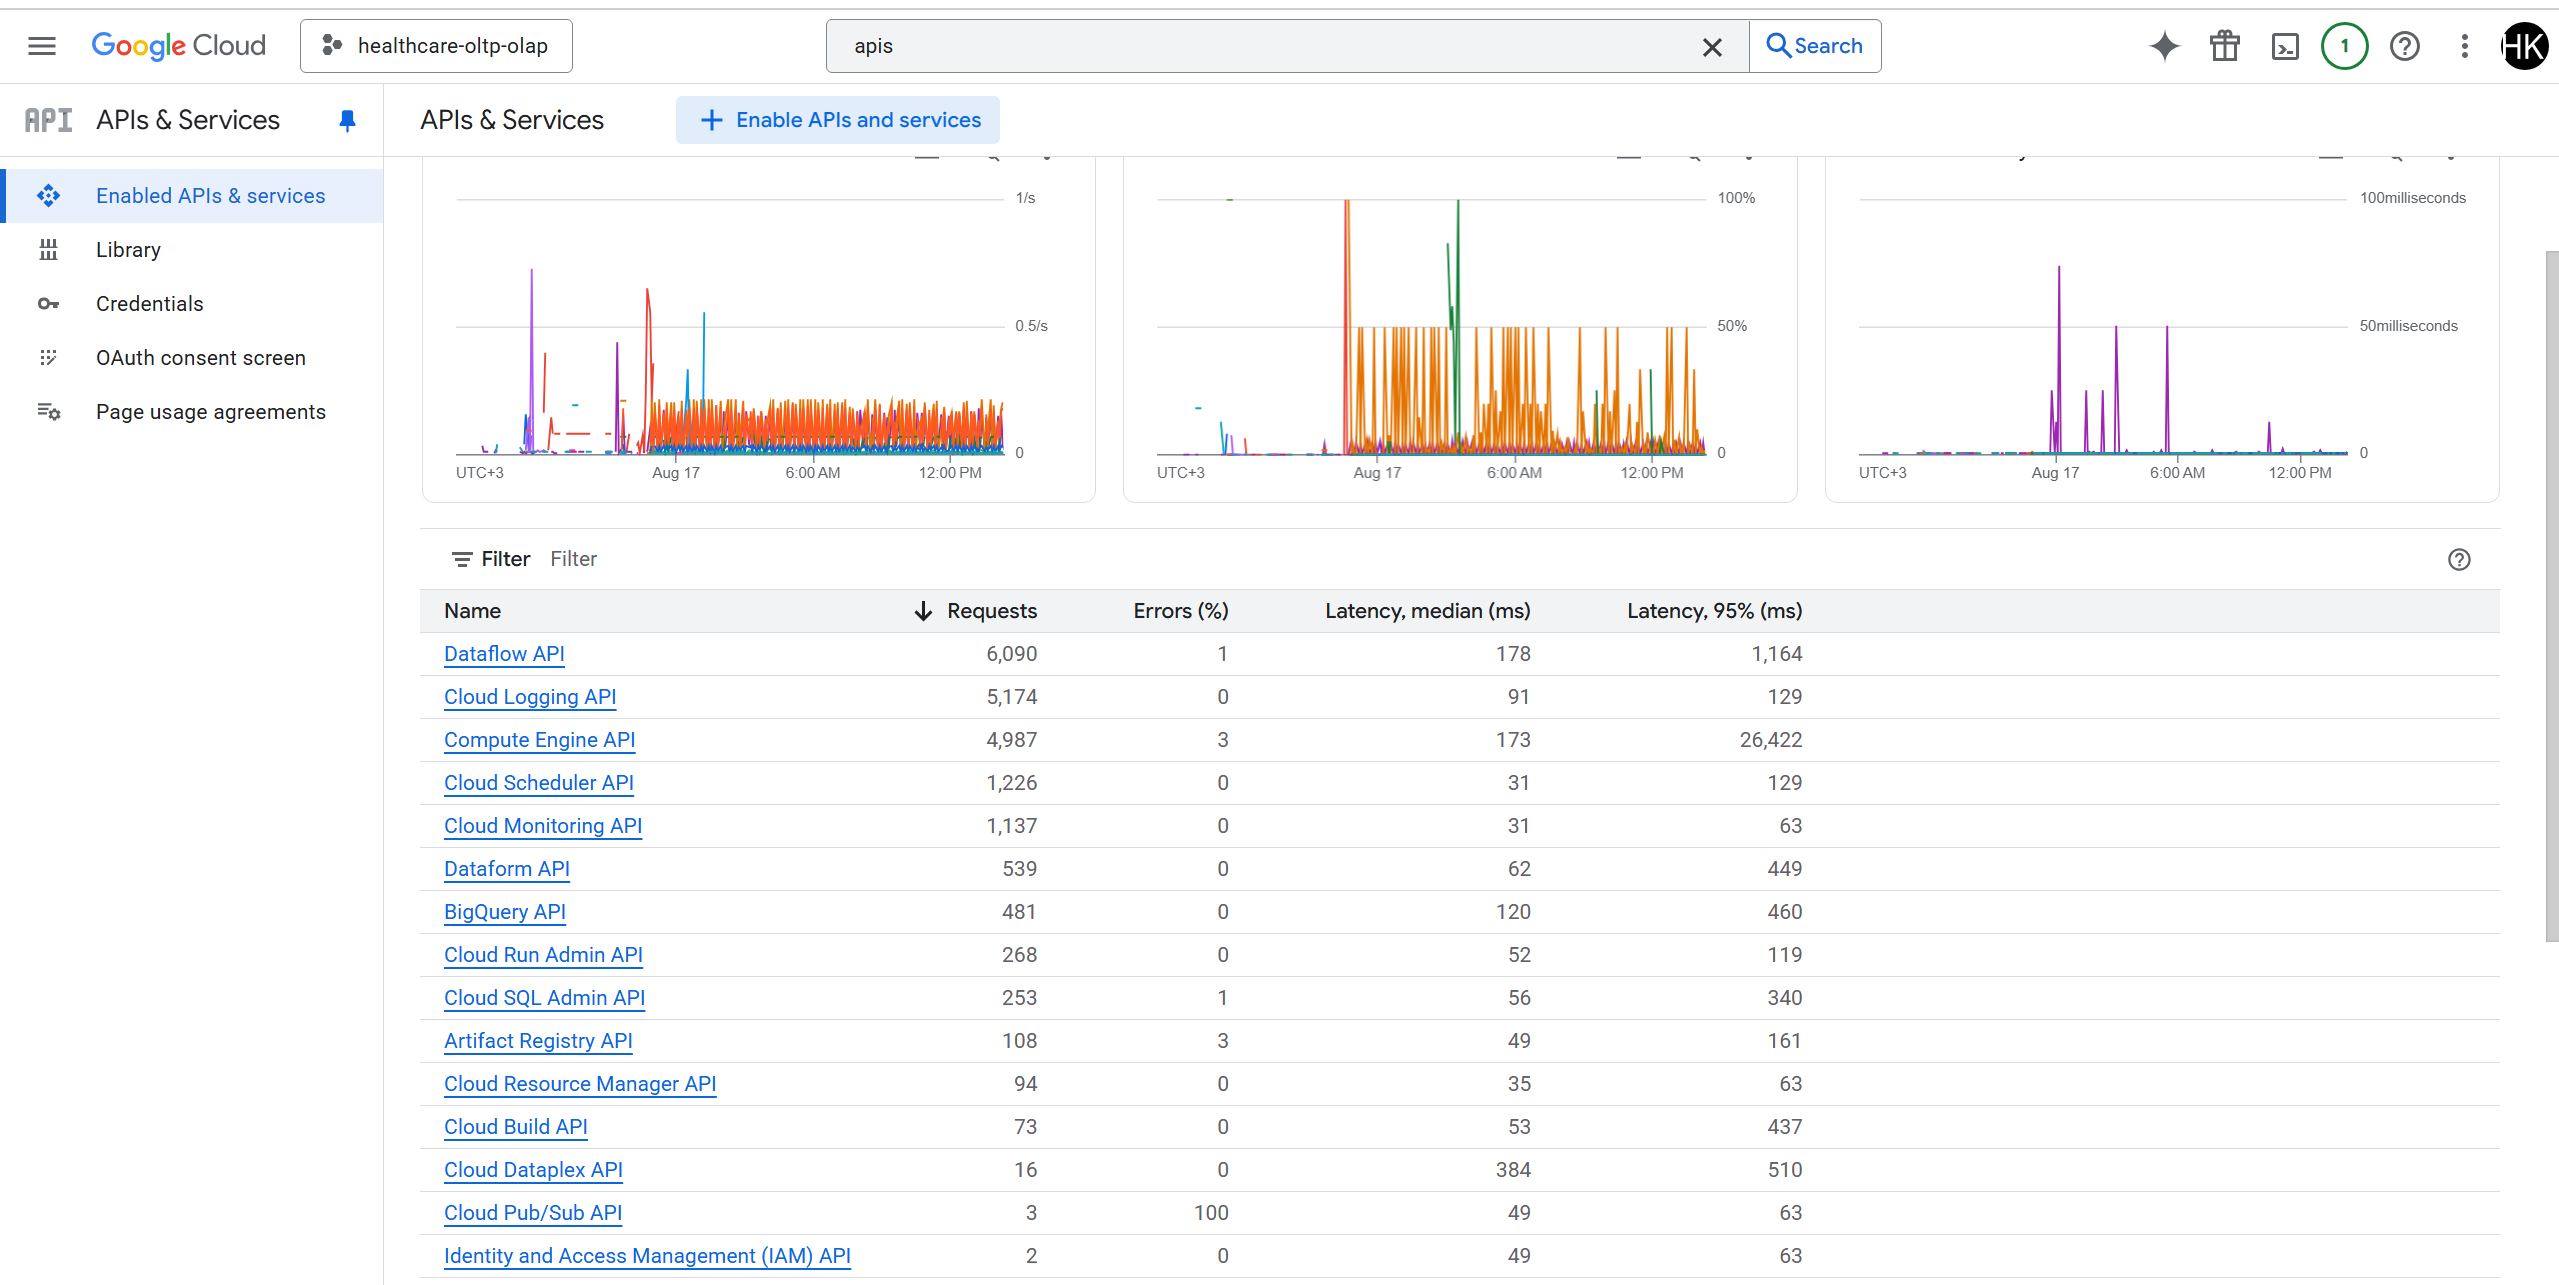 Google Cloud
healthcare-oltp-olap
apis
Search
1
HK
API
APIs & Services
APIs & Services
Enable APIs and services
Enabled APIs & services
Library
Credentials
OAuth consent screen
Page usage agreements
1/s
0.5/s
0
UTC+3
Aug 17
6:00 AM
12:00 PM
100%
50%
0
UTC+3
Aug 17
6:00 AM
12:00 PM
100milliseconds
50milliseconds
0
UTC+3
Aug 17
6:00 AM
12:00 PM
Filter Filter
Name Requests Errors (%) Latency, median (ms) Latency, 95% (ms)
Dataflow API 6,090 1 178 1,164
Cloud Logging API 5,174 0 91 129
Compute Engine API 4,987 3 173 26,422
Cloud Scheduler API 1,226 0 31 129
Cloud Monitoring API 1,137 0 31 63
Dataform API 539 0 62 449
BigQuery API 481 0 120 460
Cloud Run Admin API 268 0 52 119
Cloud SQL Admin API 253 1 56 340
Artifact Registry API 108 3 49 161
Cloud Resource Manager API 94 0 35 63
Cloud Build API 73 0 53 437
Cloud Dataplex API 16 0 384 510
Cloud Pub/Sub API 3 100 49 63
Identity and Access Management (IAM) API 2 0 49 63